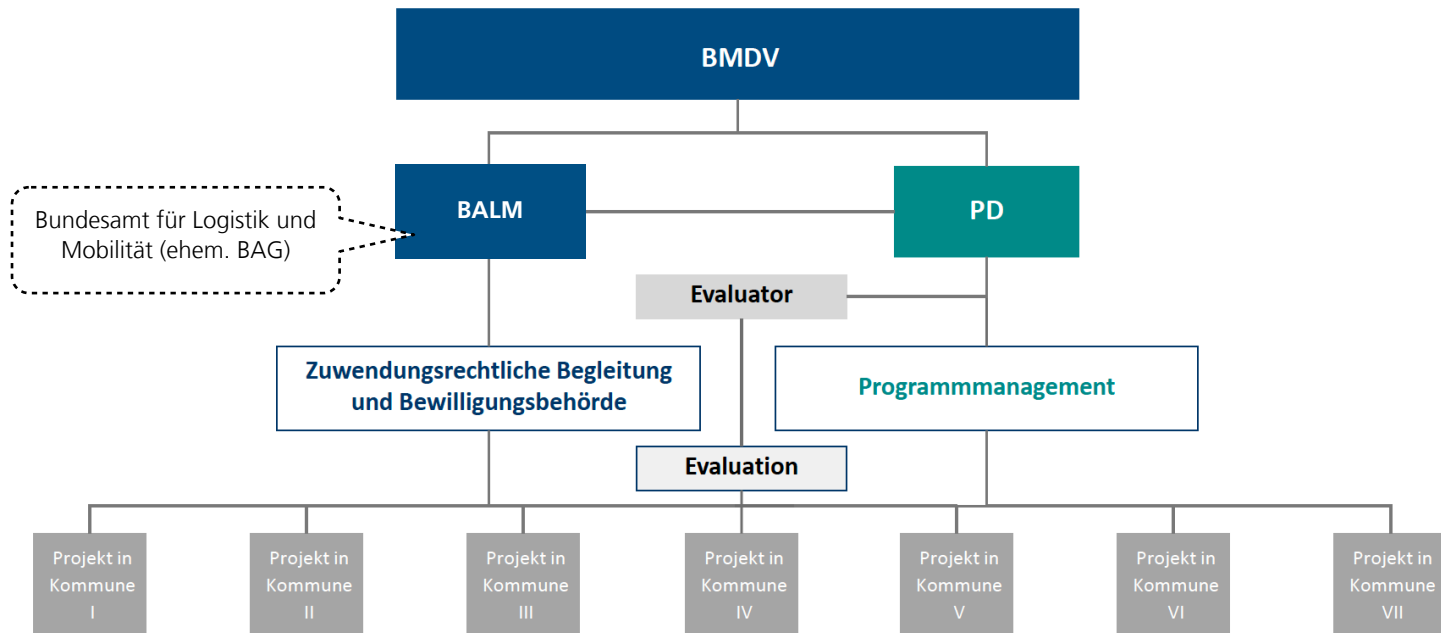 BMDV
BALM
PD
Bundesamt für Logistik und
Mobilität (ehem. BAG)
Evaluator
Zuwendungsrechtliche Begleitung
und Bewilligungsbehörde
Programmmanagement
Evaluation
Projekt in
Kommune
I
Projekt in
Kommune
II
Projekt in
Kommune
III
Projekt in
Kommune
IV
Projekt in
Kommune
V
Projekt in
Kommune
VI
Projekt in
Kommune
VII